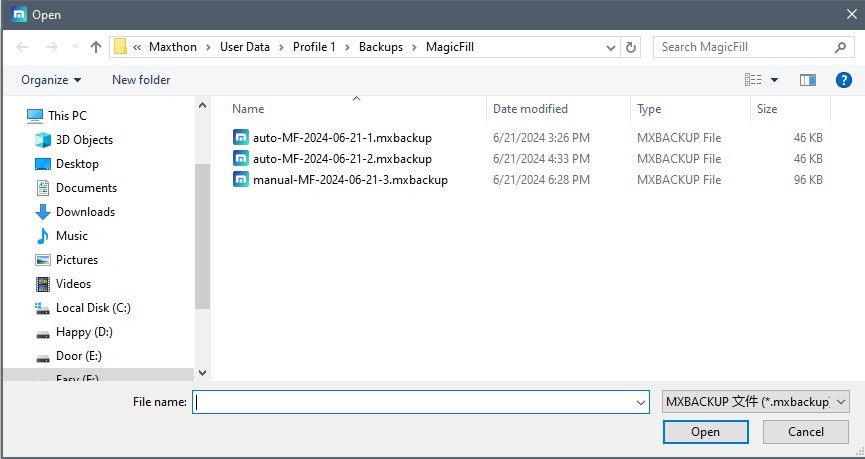 Open
« Maxthon › User Data › Profile 1 › Backups › MagicFill
Search MagicFill
Organize New folder
Name Date modified Type Size
This PC
3D Objects
Desktop
Documents
Downloads
Music
Pictures
Videos
Local Disk (C:)
Happy (D:)
Door (E:)
Easy (F:)
auto-MF-2024-06-21-1.mxbackup 6/21/2024 3:26 PM MXBACKUP File 46 KB
auto-MF-2024-06-21-2.mxbackup 6/21/2024 4:33 PM MXBACKUP File 46 KB
manual-MF-2024-06-21-3.mxbackup 6/21/2024 6:28 PM MXBACKUP File 96 KB
File name:
MXBACKUP 文件 (*.mxbackup)
Open Cancel